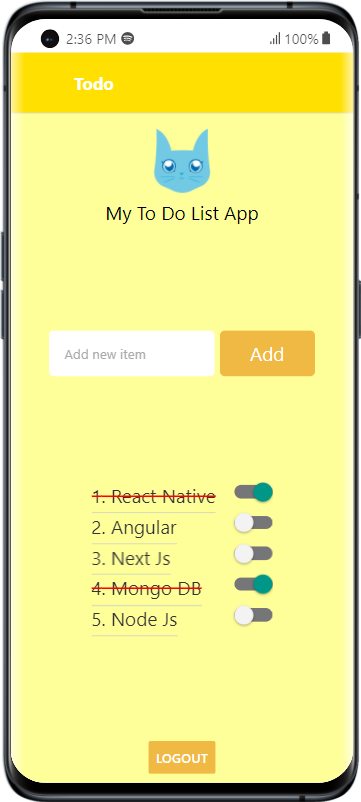 2:36 PM 100%
Todo
My To Do List App
Add new item Add
1. React Native
2. Angular
3. Next Js
4. Mongo DB
5. Node Js
LOGOUT